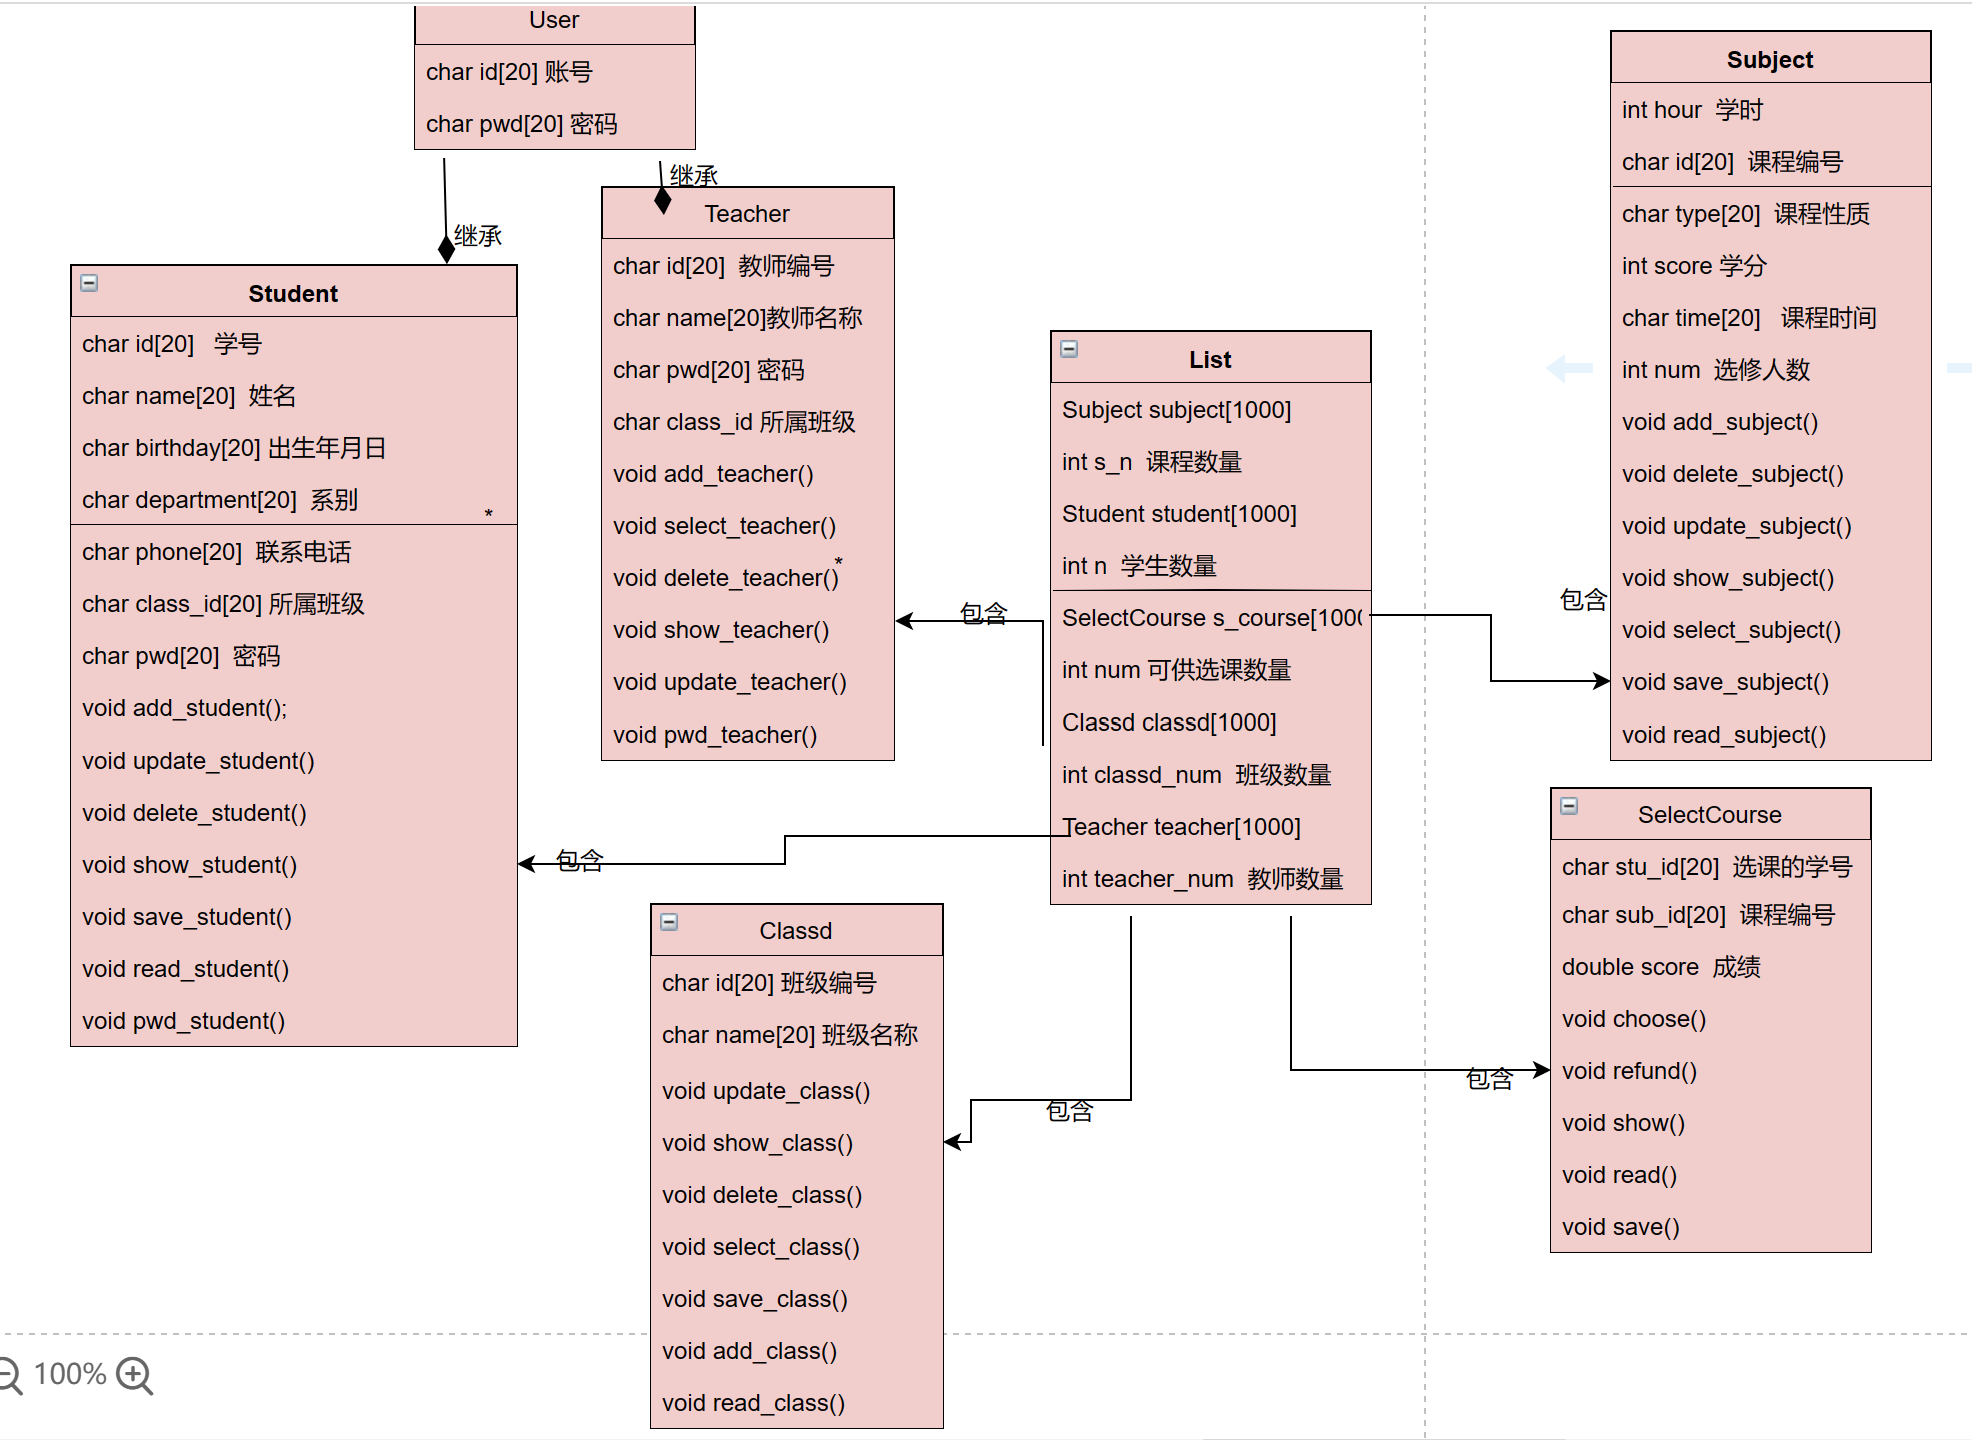 User
char id[20] 账号
char pwd[20] 密码
继承
继承
Student
char id[20] 学号
char name[20] 姓名
char birthday[20] 出生年月日
char department[20] 系别
*
char phone[20] 联系电话
char class_id[20] 所属班级
char pwd[20] 密码
void add_student();
void update_student()
void delete_student()
void show_student()
void save_student()
void read_student()
void pwd_student()
Teacher
char id[20] 教师编号
char name[20]教师名称
char pwd[20] 密码
char class_id 所属班级
void add_teacher()
void select_teacher()
void delete_teacher()
*
void show_teacher()
void update_teacher()
void pwd_teacher()
包含
包含
List
Subject subject[1000]
int s_n 课程数量
Student student[1000]
int n 学生数量
SelectCourse s_course[100
int num 可供选课数量
Classd classd[1000]
int classd_num 班级数量
Teacher teacher[1000]
int teacher_num 教师数量
包含
包含
包含
Classd
char id[20] 班级编号
char name[20] 班级名称
void update_class()
void show_class()
void delete_class()
void select_class()
void save_class()
void add_class()
void read_class()
Subject
int hour 学时
char id[20] 课程编号
char type[20] 课程性质
int score 学分
char time[20] 课程时间
int num 选修人数
void add_subject()
void delete_subject()
void update_subject()
void show_subject()
void select_subject()
void save_subject()
void read_subject()
SelectCourse
char stu_id[20] 选课的学号
char sub_id[20] 课程编号
double score 成绩
void choose()
void refund()
void show()
void read()
void save()
100%